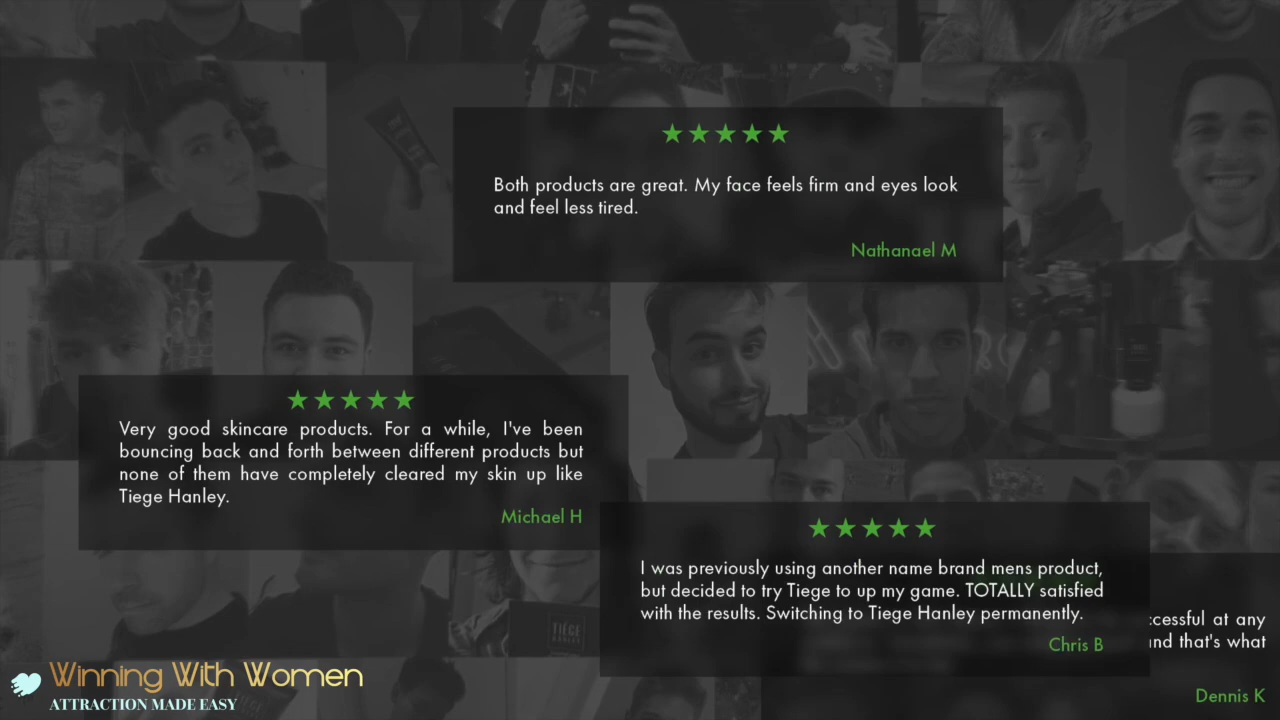 ★★★★★
Both products are great. My face feels firm and eyes look
and feel less tired.
Nathanael M
★★★★★
Very good skincare products. For a while, I've been
bouncing back and forth between different products but
none of them have completely cleared my skin up like
Tiege Hanley.
Michael H
★★★★★
I was previously using another name brand mens product,
but decided to try Tiege to up my game. TOTALLY satisfied
with the results. Switching to Tiege Hanley permanently.
Chris B
at any
that's what
Dennis K
TIEGE
HANLEY
Winning With Women
ATTRACTION MADE EASY